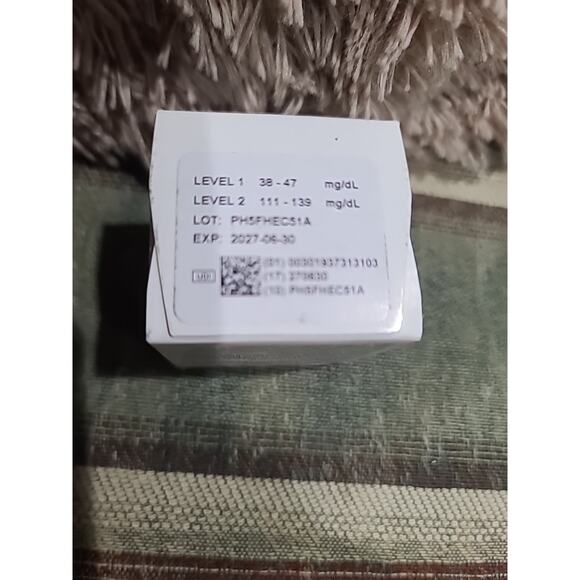 LEVEL 1 38 - 47 mg/dL
LEVEL 2 111 - 139 mg/dL
LOT: PH5FHEC51A
EXP: 2027-06-30
UDI
(01) 00301937313103
(17) 270630
(10) PH5FHEC51A